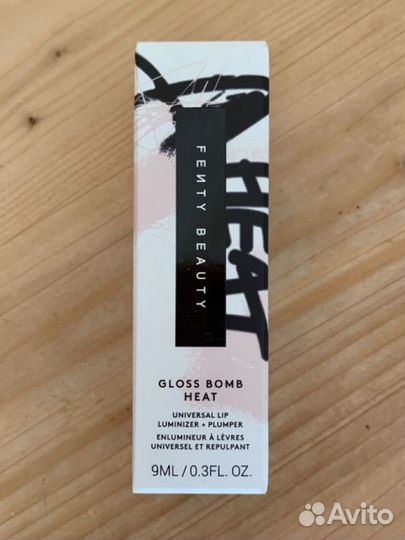 HEAT
FEИTY BEAUTY
GLOSS BOMB
HEAT
UNIVERSAL LIP
LUMINIZER + PLUMPER
ENLUMINEUR À LÈVRES
UNIVERSEL ET REPULPANT
9ML / 0.3FL. OZ.
Avito